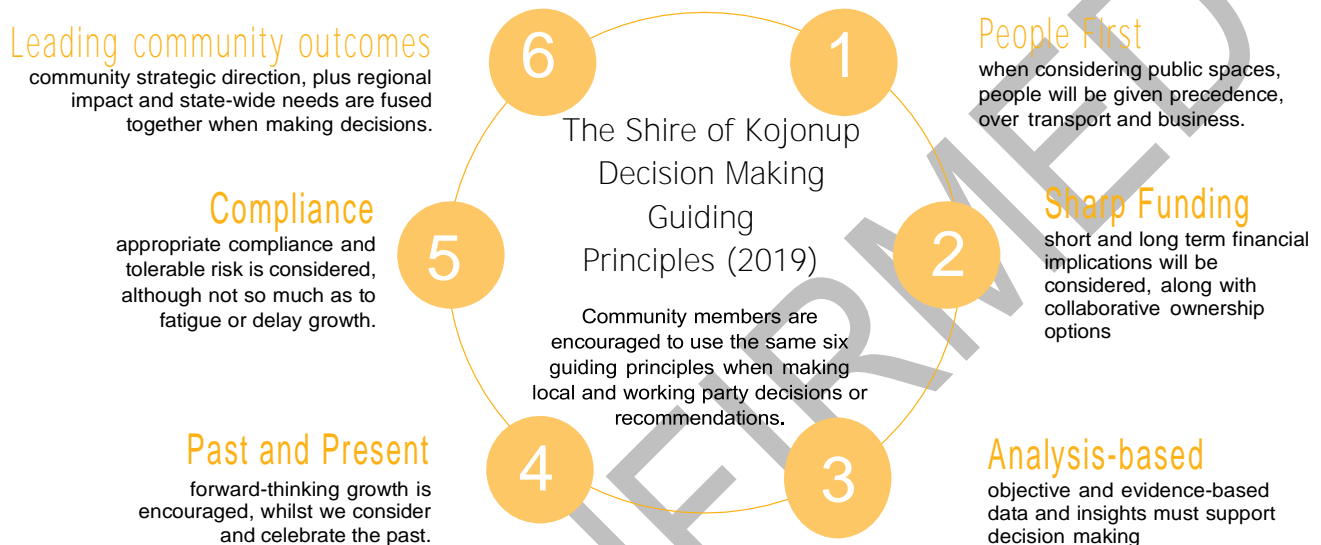 The Shire of Kojonup
Decision Making
Guiding
Principles (2019)
Community members are
encouraged to use the same six
guiding principles when making
local and working party decisions or
recommendations.
1
People First
when considering public spaces,
people will be given precedence,
over transport and business.
2
Sharp Funding
short and long term financial
implications will be
considered, along with
collaborative ownership
options
3
Analysis-based
objective and evidence-based
data and insights must support
decision making
4
Past and Present
forward-thinking growth is
encouraged, whilst we consider
and celebrate the past.
5
Compliance
appropriate compliance and
tolerable risk is considered,
although not so much as to
fatigue or delay growth.
6
Leading community outcomes
community strategic direction, plus regional
impact and state-wide needs are fused
together when making decisions.